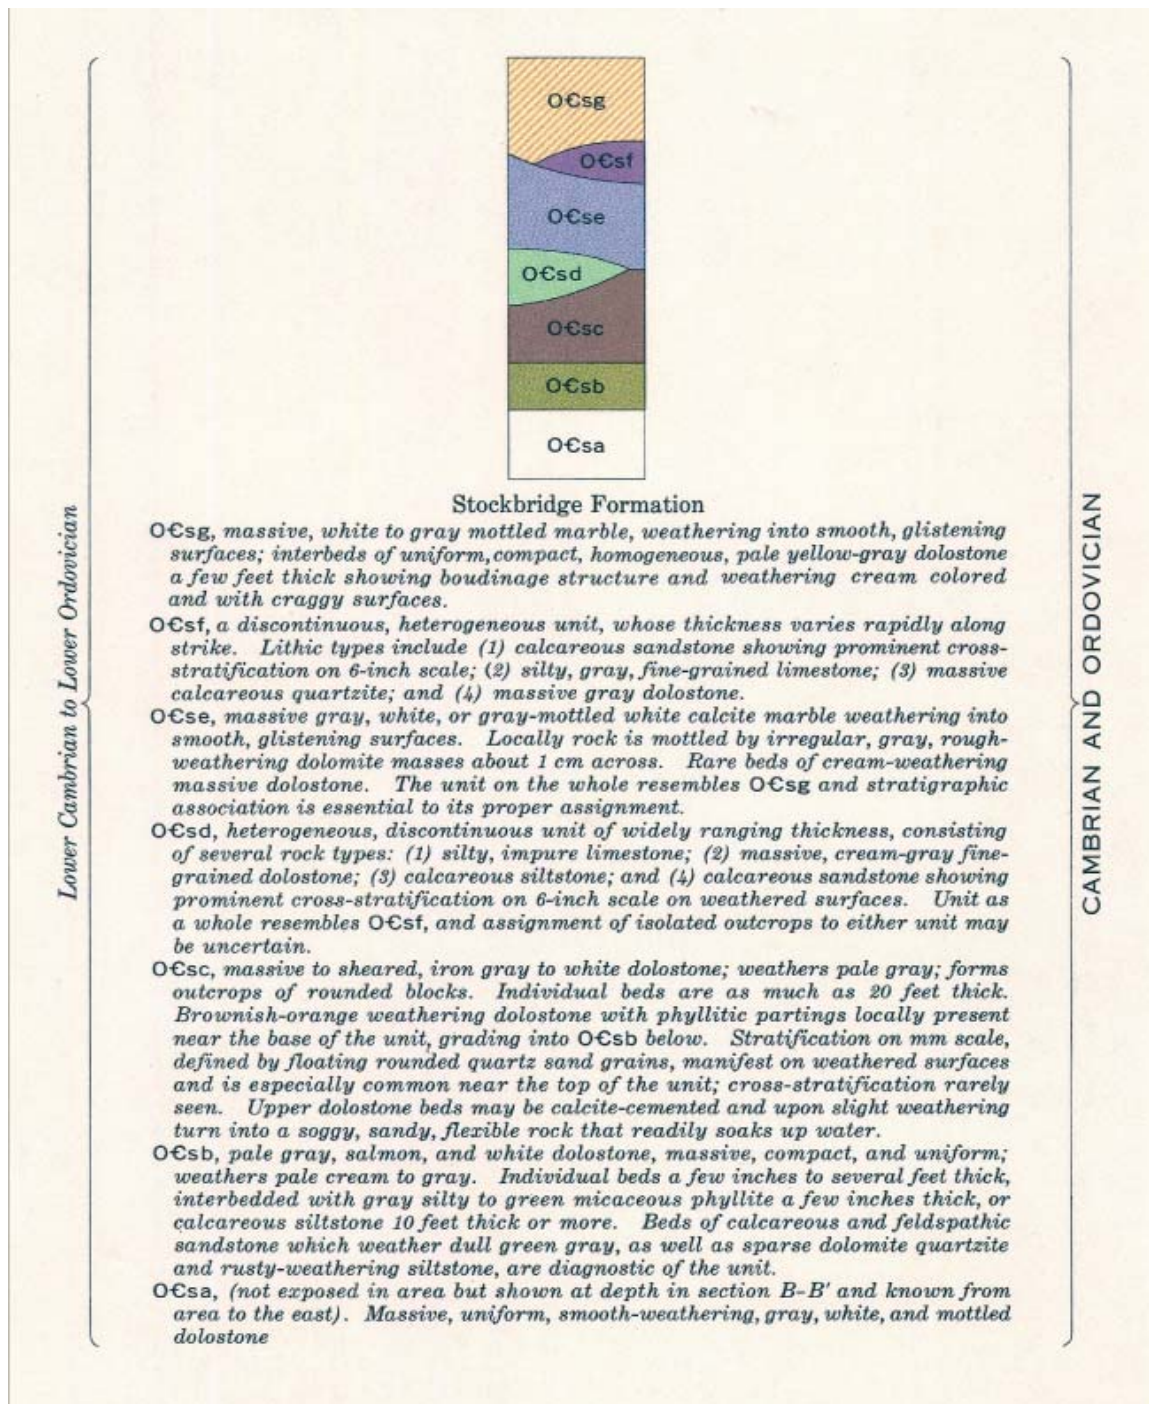 OЄsg
OЄsf
OЄse
OЄsd
OЄsc
OЄsb
OЄsa
Stockbridge Formation
OЄsg, massive, white to gray mottled marble, weathering into smooth, glistening
surfaces; interbeds of uniform, compact, homogeneous, pale yellow-gray dolostone
a few feet thick showing boudinage structure and weathering cream colored
and with craggy surfaces.
OЄsf, a discontinuous, heterogeneous unit, whose thickness varies rapidly along
strike. Lithic types include (1) calcareous sandstone showing prominent cross-
stratification on 6-inch scale; (2) silty, gray, fine-grained limestone; (3) massive
calcareous quartzite; and (4) massive gray dolostone.
OЄse, massive gray, white, or gray-mottled white calcite marble weathering into
smooth, glistening surfaces. Locally rock is mottled by irregular, gray, rough-
weathering dolomite masses about 1 cm across. Rare beds of cream-weathering
massive dolostone. The unit on the whole resembles OЄsg and stratigraphic
association is essential to its proper assignment.
OЄsd, heterogeneous, discontinuous unit of widely ranging thickness, consisting
of several rock types: (1) silty, impure limestone; (2) massive, cream-gray fine-
grained dolostone; (3) calcareous siltstone; and (4) calcareous sandstone showing
prominent cross-stratification on 6-inch scale on weathered surfaces. Unit as
a whole resembles OЄsf, and assignment of isolated outcrops to either unit may
be uncertain.
OЄsc, massive to sheared, iron gray to white dolostone; weathers pale gray; forms
outcrops of rounded blocks. Individual beds are as much as 20 feet thick.
Brownish-orange weathering dolostone with phyllitic partings locally present
near the base of the unit, grading into OЄsb below. Stratification on mm scale,
defined by floating rounded quartz sand grains, manifest on weathered surfaces
and is especially common near the top of the unit; cross-stratification rarely
seen. Upper dolostone beds may be calcite-cemented and upon slight weathering
turn into a soggy, sandy, flexible rock that readily soaks up water.
OЄsb, pale gray, salmon, and white dolostone, massive, compact, and uniform;
weathers pale cream to gray. Individual beds a few inches to several feet thick,
interbedded with gray silty to green micaceous phyllite a few inches thick, or
calcareous siltstone 10 feet thick or more. Beds of calcareous and feldspathic
sandstone which weather dull green gray, as well as sparse dolomite quartzite
and rusty-weathering siltstone, are diagnostic of the unit.
OЄsa, (not exposed in area but shown at depth in section B-B' and known from
area to the east). Massive, uniform, smooth-weathering, gray, white, and mottled
dolostone
Lower Cambrian to Lower Ordovician
CAMBRIAN AND ORDOVICIAN